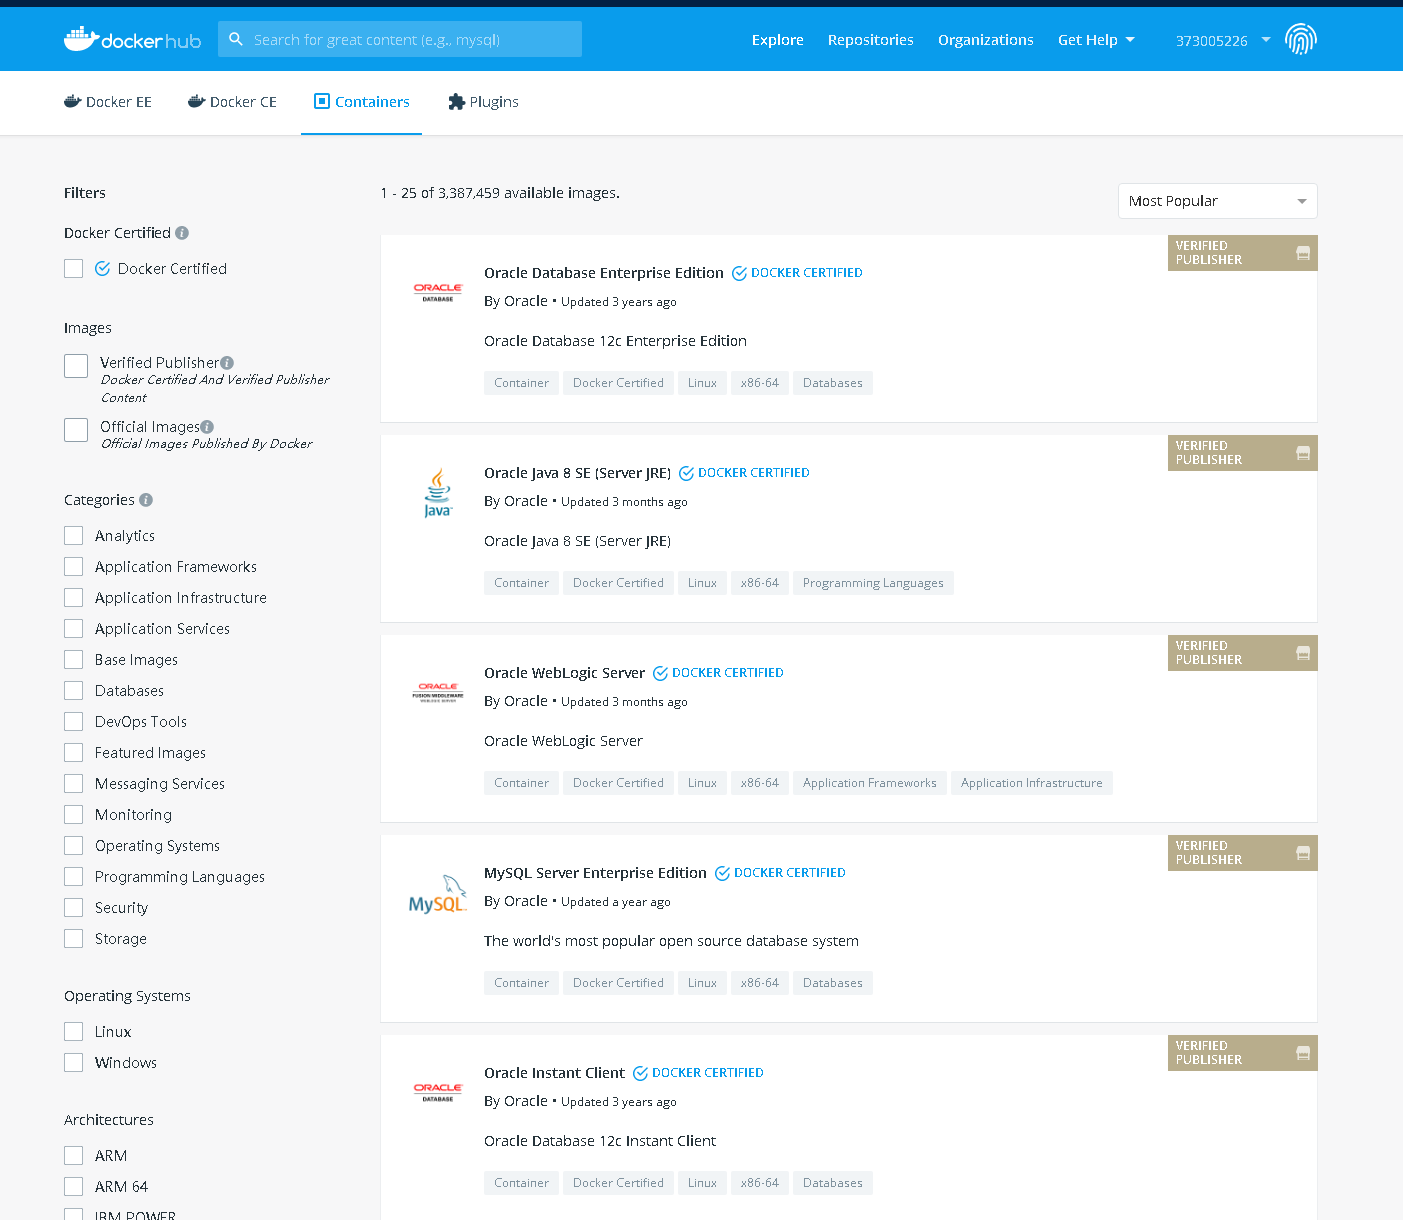 dockerhub
Search for great content (e.g., mysql)
Explore
Repositories
Organizations
Get Help
373005226
Docker EE
Docker CE
Containers
Plugins
Filters
Docker Certified
Docker Certified
Images
Verified Publisher
Docker Certified And Verified Publisher
Content
Official Images
Official Images Published By Docker
Categories
Analytics
Application Frameworks
Application Infrastructure
Application Services
Base Images
Databases
DevOps Tools
Featured Images
Messaging Services
Monitoring
Operating Systems
Programming Languages
Security
Storage
Operating Systems
Linux
Windows
Architectures
ARM
ARM 64
IBM POWER
1 - 25 of 3,387,459 available images.
Most Popular
VERIFIED
PUBLISHER
ORACLE
DATABASE
Oracle Database Enterprise Edition DOCKER CERTIFIED
By Oracle • Updated 3 years ago
Oracle Database 12c Enterprise Edition
Container Docker Certified Linux x86-64 Databases
VERIFIED
PUBLISHER
Java
Oracle Java 8 SE (Server JRE) DOCKER CERTIFIED
By Oracle • Updated 3 months ago
Oracle Java 8 SE (Server JRE)
Container Docker Certified Linux x86-64 Programming Languages
VERIFIED
PUBLISHER
ORACLE
FUSION MIDDLEWARE
WEBLOGIC SERVER
Oracle WebLogic Server DOCKER CERTIFIED
By Oracle • Updated 3 months ago
Oracle WebLogic Server
Container Docker Certified Linux x86-64 Application Frameworks Application Infrastructure
VERIFIED
PUBLISHER
MySQL
MySQL Server Enterprise Edition DOCKER CERTIFIED
By Oracle • Updated a year ago
The world's most popular open source database system
Container Docker Certified Linux x86-64 Databases
VERIFIED
PUBLISHER
ORACLE
DATABASE
Oracle Instant Client DOCKER CERTIFIED
By Oracle • Updated 3 years ago
Oracle Database 12c Instant Client
Container Docker Certified Linux x86-64 Databases